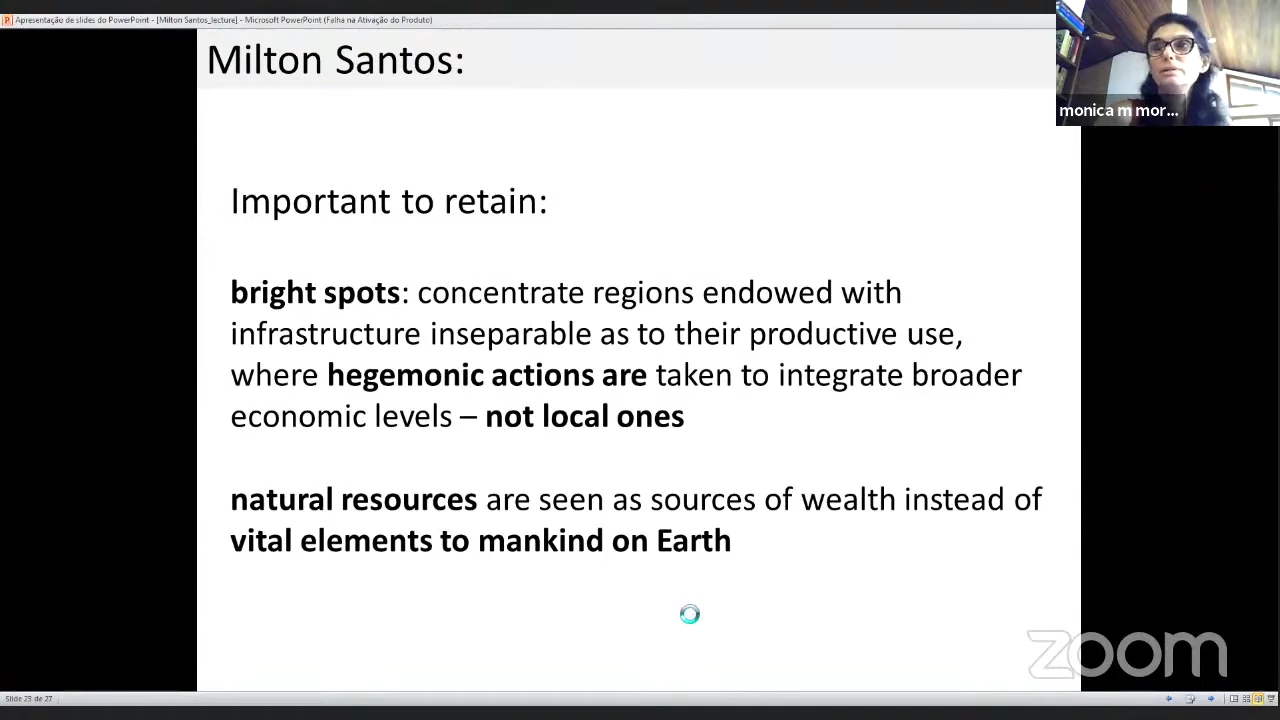 Apresentação de slides do PowerPoint - [Milton Santos_lecture] - Microsoft PowerPoint (Falha na Ativação do Produto)
Milton Santos:
monica m mor...
Important to retain:
bright spots: concentrate regions endowed with
infrastructure inseparable as to their productive use,
where hegemonic actions are taken to integrate broader
economic levels – not local ones
natural resources are seen as sources of wealth instead of
vital elements to mankind on Earth
zoom
Slide 23 de 27